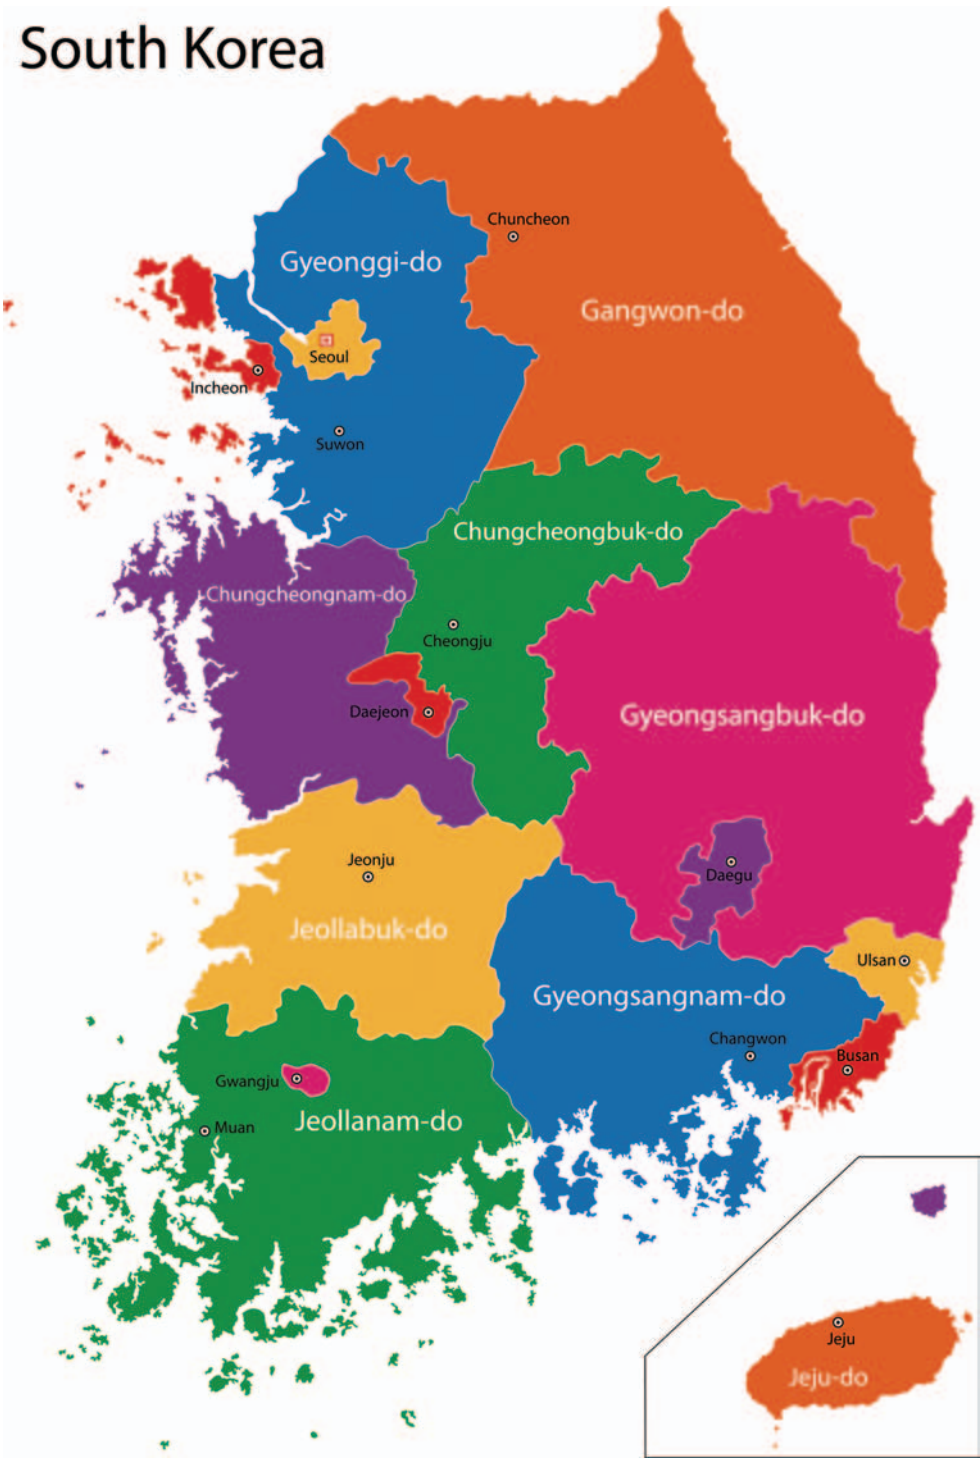 South Korea
Chuncheon
Gyeonggi-do
Gangwon-do
Seoul
Incheon
Suwon
Chungcheongbuk-do
Chungcheongnam-do
Cheongju
Daejeon
Gyeongsangbuk-do
Jeonju
Daegu
Jeollabuk-do
Ulsan
Gyeongsangnam-do
Changwon
Busan
Gwangju
Jeollanam-do
Muan
Jeju
Jeju-do